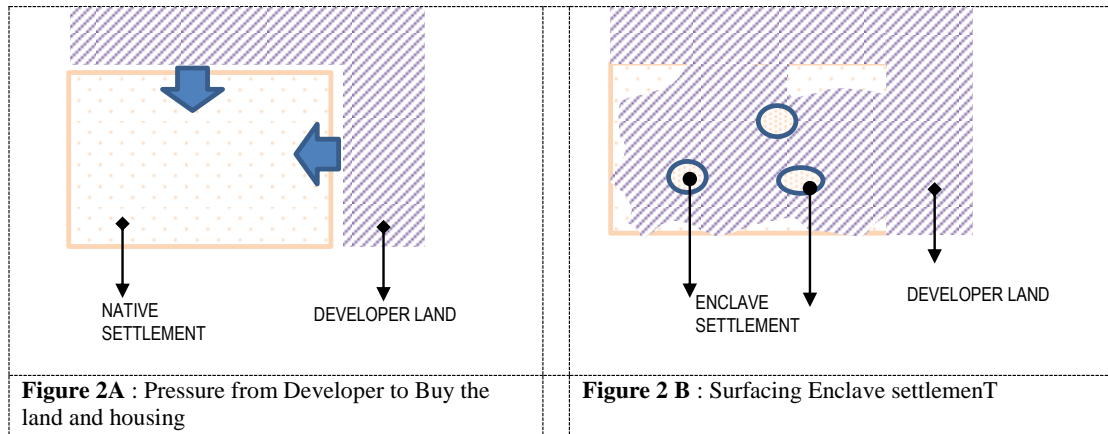 NATIVE
SETTLEMENT
DEVELOPER LAND
Figure 2A : Pressure from Developer to Buy the
land and housing
ENCLAVE
SETTLEMENT
DEVELOPER LAND
Figure 2 B : Surfacing Enclave settlemenT